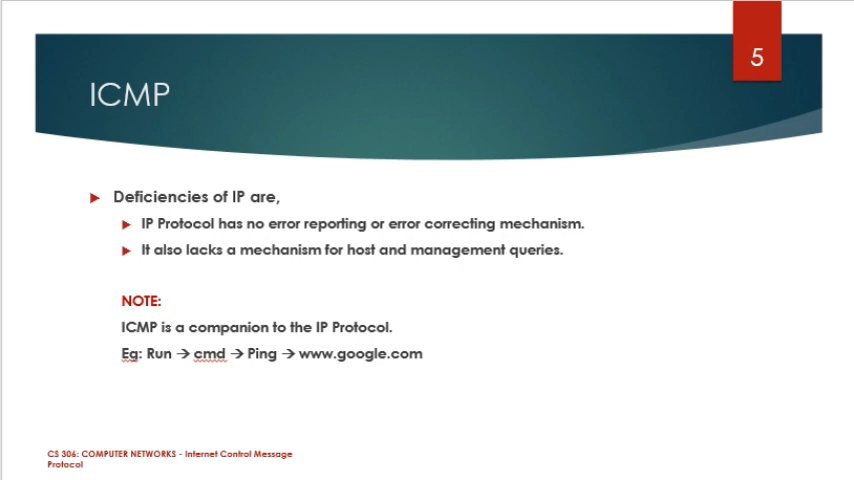 5
ICMP
Deficiencies of IP are,
IP Protocol has no error reporting or error correcting mechanism.
It also lacks a mechanism for host and management queries.
NOTE:
ICMP is a companion to the IP Protocol.
Eg: Run → cmd → Ping → www.google.com
CS 306: COMPUTER NETWORKS - Internet Control Message
Protocol